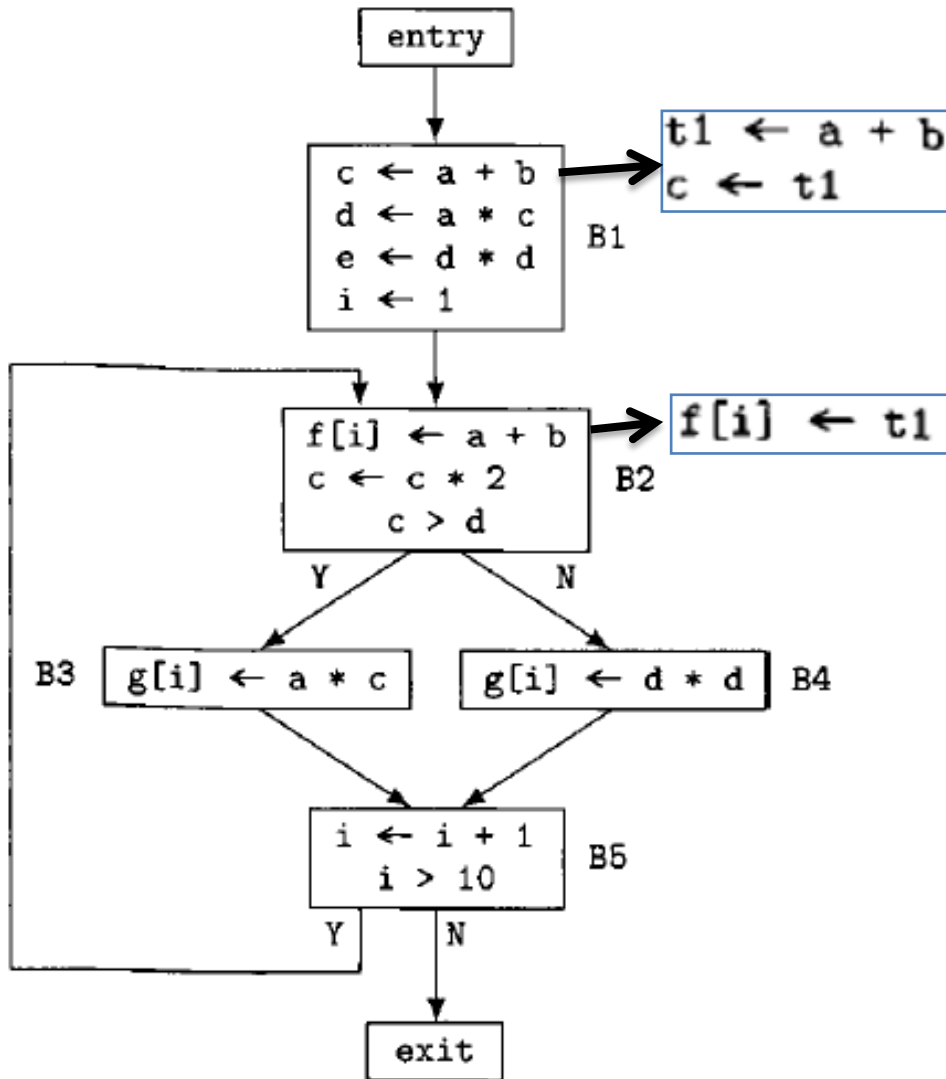 entry
c ← a + b
d ← a * c
e ← d * d
i ← 1
B1
t1 ← a + b
c ← t1
f[i] ← a + b
c ← c * 2
c > d
B2
f[i] ← t1
Y
N
B3
g[i] ← a * c
g[i] ← d * d
B4
i ← i + 1
i > 10
B5
Y
N
exit